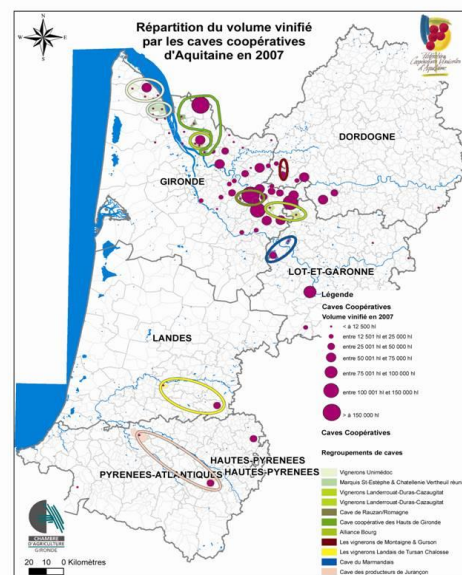 Répartition du volume vinifié
par les caves coopératives
d'Aquitaine en 2007
N
DORDOGNE
GIRONDE
LOT-ET-GARONNE
LANDES
HAUTES-PYRENEES
PYRENEES-ATLANTIQUES
HAUTES-PYRENEES
Légende
Caves Coopératives
Volume vinifié en 2007
< à 12 500 hl
entre 12 501 hl et 25 000 hl
entre 25 001 hl et 50 000 hl
entre 50 001 hl et 75 000 hl
entre 75 001 hl et 100 000 hl
entre 100 001 hl et 150 000 hl
> à 150 000 hl
Caves Coopératives
Regroupements de caves
Vignerons Unimédoc
Marquis St-Estèphe & Chatellenie Vertheuil réun
Vignerons Landerrouat-Duras-Cazaugitat
Vignerons Landerrouat-Duras-Cazaugitat
Cave de Rauzan/Romagne
Cave coopérative des Hauts de Gironde
Alliance Bourg
Les vignerons de Montaigne & Gurson
Les vignerons Landais de Tursan Chalosse
Cave du Marmandais
Cave des producteurs de Jurançon
CHAMBRE
D'AGRICULTURE
GIRONDE
20 10 0 Kilomètres